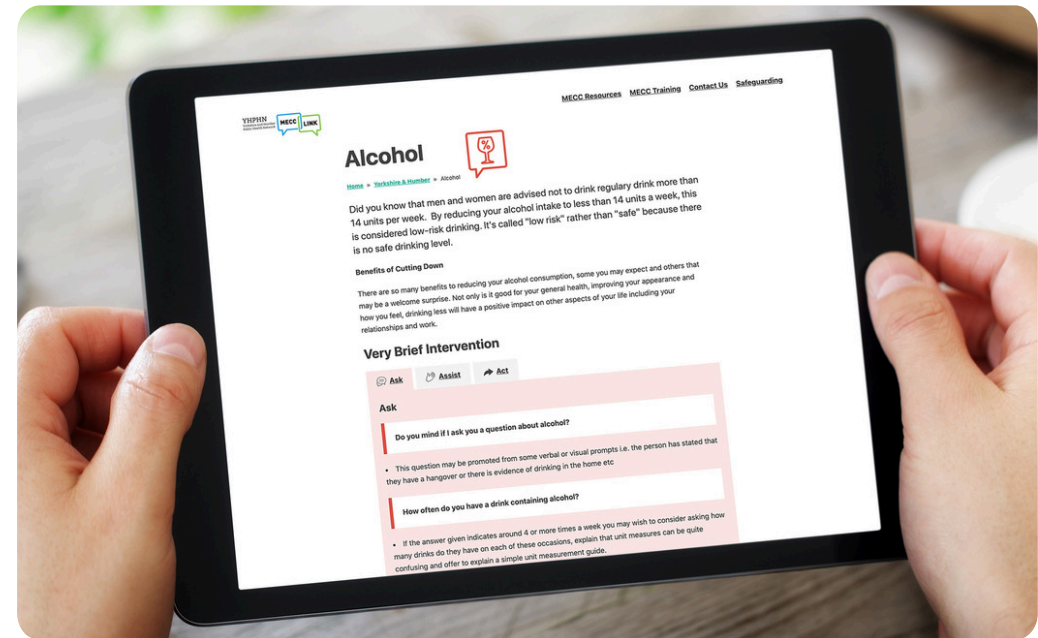 MECC Resources MECC Training Contact Us Safeguarding
YHPHN
MECC LINK
Alcohol
%
Home » Yorkshire & Humber » Alcohol
Did you know that men and women are advised not to drink regulary drink more than
14 units per week. By reducing your alcohol intake to less than 14 units a week, this
is considered low-risk drinking. It's called "low risk" rather than "safe" because there
is no safe drinking level.
Benefits of Cutting Down
There are so many benefits to reducing your alcohol consumption, some you may expect and others that
may be a welcome surprise. Not only is it good for your general health, improving your appearance and
how you feel, drinking less will have a positive impact on other aspects of your life including your
relationships and work.
Very Brief Intervention
Ask Assist Act
Ask
Do you mind if I ask you a question about alcohol?
• This question may be promoted from some verbal or visual prompts i.e. the person has stated that
they have a hangover or there is evidence of drinking in the home etc
How often do you have a drink containing alcohol?
• If the answer given indicates around 4 or more times a week you may wish to consider asking how
many drinks do they have on each of these occasions, explain that unit measures can be quite
confusing and offer to explain a simple unit measurement guide.